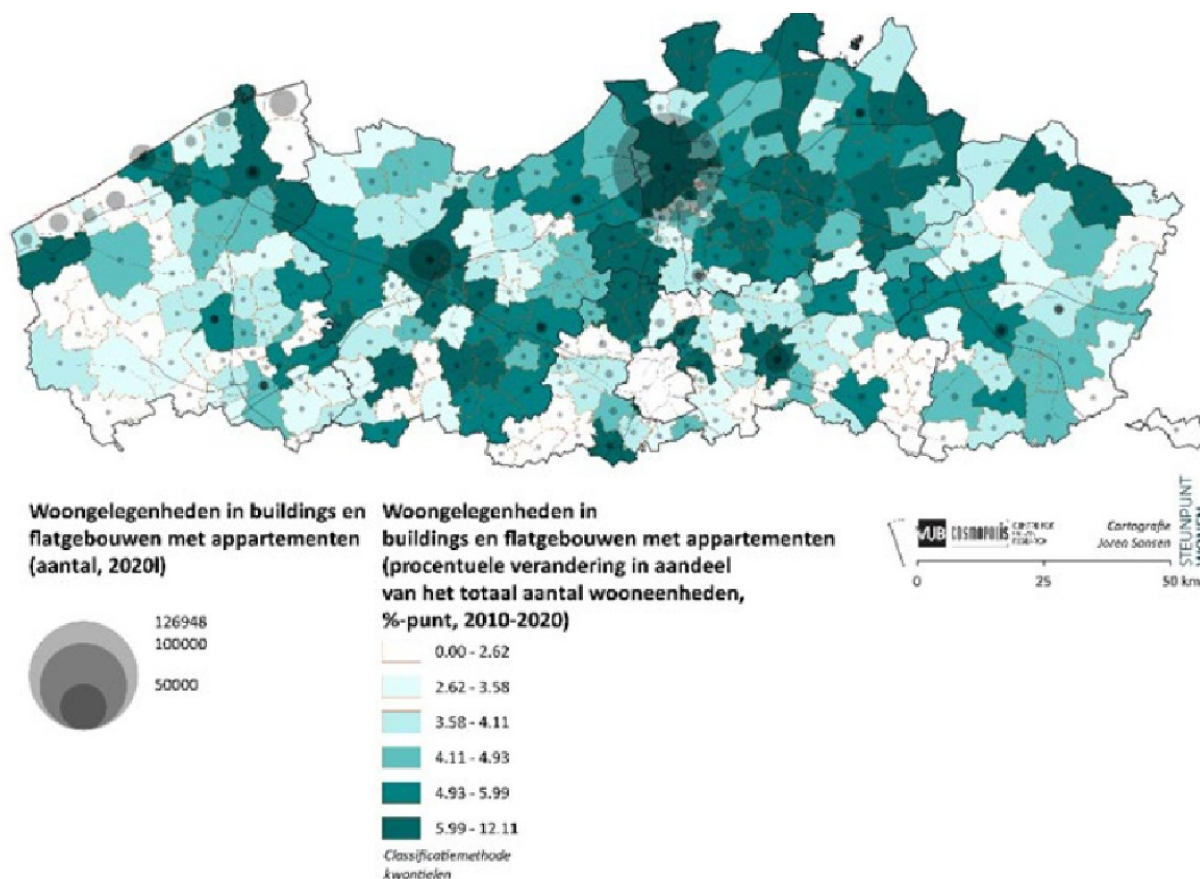 Woongelegenheden in buildings en
flatgebouwen met appartementen
(aantal, 2020l)
126948
100000
50000
Woongelegenheden in
buildings en flatgebouwen met appartementen
(procentuele verandering in aandeel
van het totaal aantal wooneenheden,
%-punt, 2010-2020)
0.00 - 2.62
2.62 - 3.58
3.58 - 4.11
4.11 - 4.93
4.93 - 5.99
5.99 - 12.11
Classificatiemethode
kwantielen
VUB COSMOPOLIS
Cartografie
Joren Sansen
0 25 50 km
STEUNPUNT
WONEN